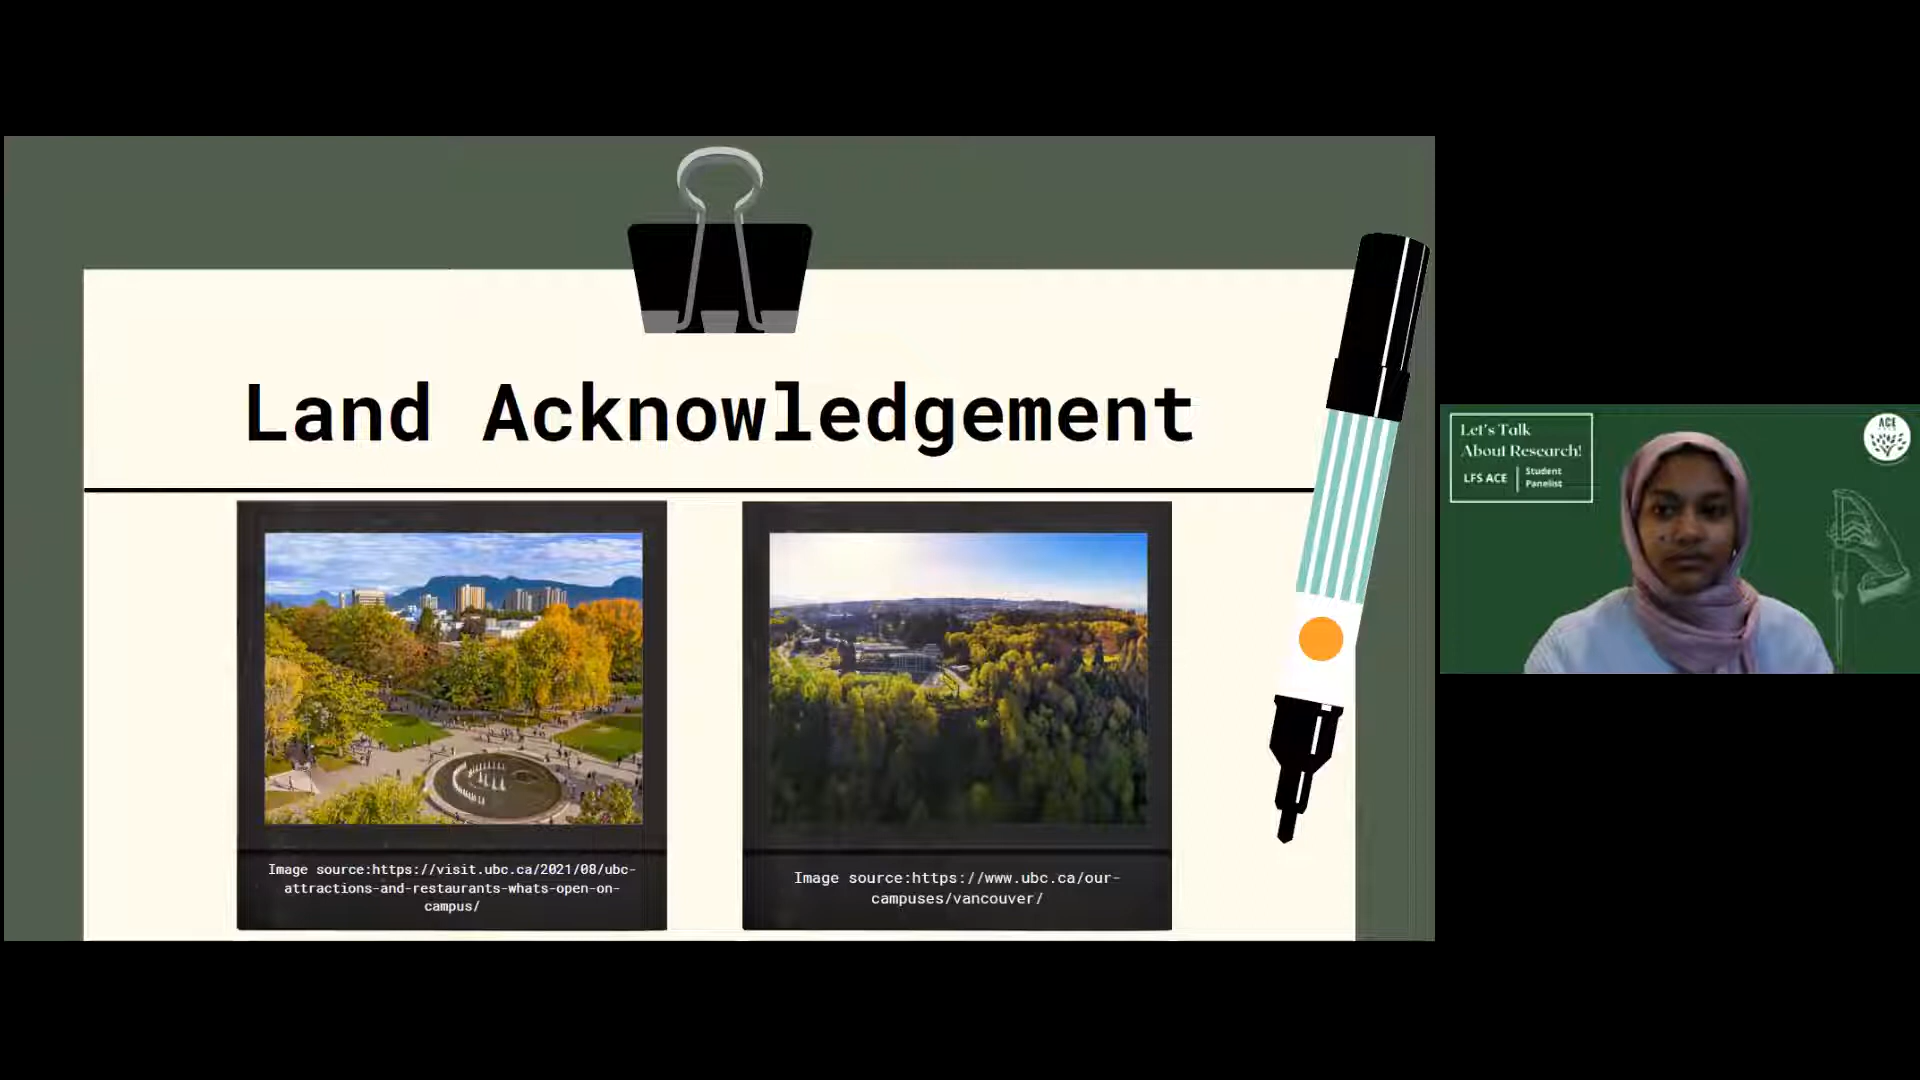 Land Acknowledgement
Image source:https://visit.ubc.ca/2021/08/ubc-
attractions-and-restaurants-whats-open-on-
campus/
Image source:https://www.ubc.ca/our-
campuses/vancouver/
Let's Talk
About Research!
LFS ACE
Student
Panelist
ACE